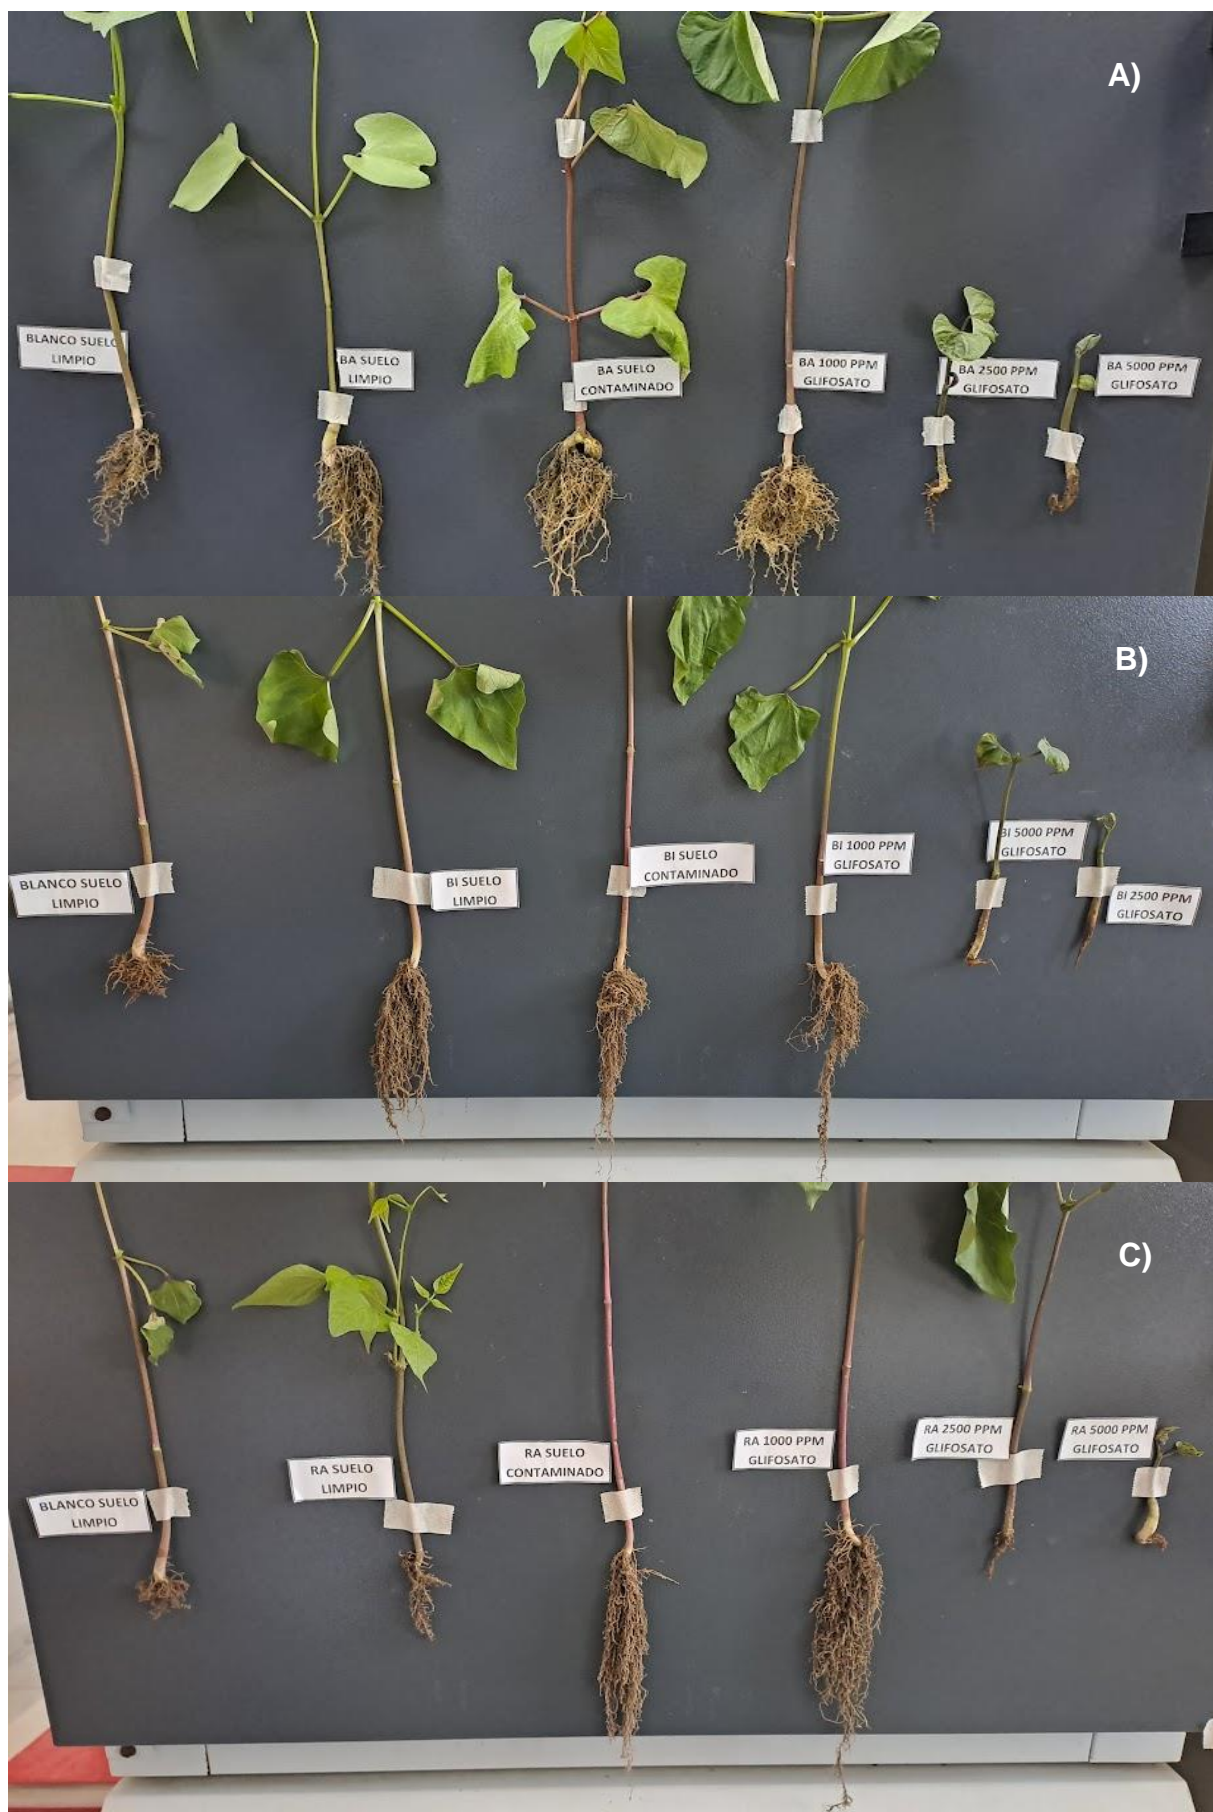 A)
BLANCO SUELO
LIMPIO
BA SUELO
LIMPIO
BA SUELO
CONTAMINADO
BA 1000 PPM
GLIFOSATO
BA 2500 PPM
GLIFOSATO
BA 5000 PPM
GLIFOSATO
B)
BLANCO SUELO
LIMPIO
BI SUELO
LIMPIO
BI SUELO
CONTAMINADO
BI 1000 PPM
GLIFOSATO
BI 5000 PPM
GLIFOSATO
BI 2500 PPM
GLIFOSATO
C)
BLANCO SUELO
LIMPIO
RA SUELO
LIMPIO
RA SUELO
CONTAMINADO
RA 1000 PPM
GLIFOSATO
RA 2500 PPM
GLIFOSATO
RA 5000 PPM
GLIFOSATO